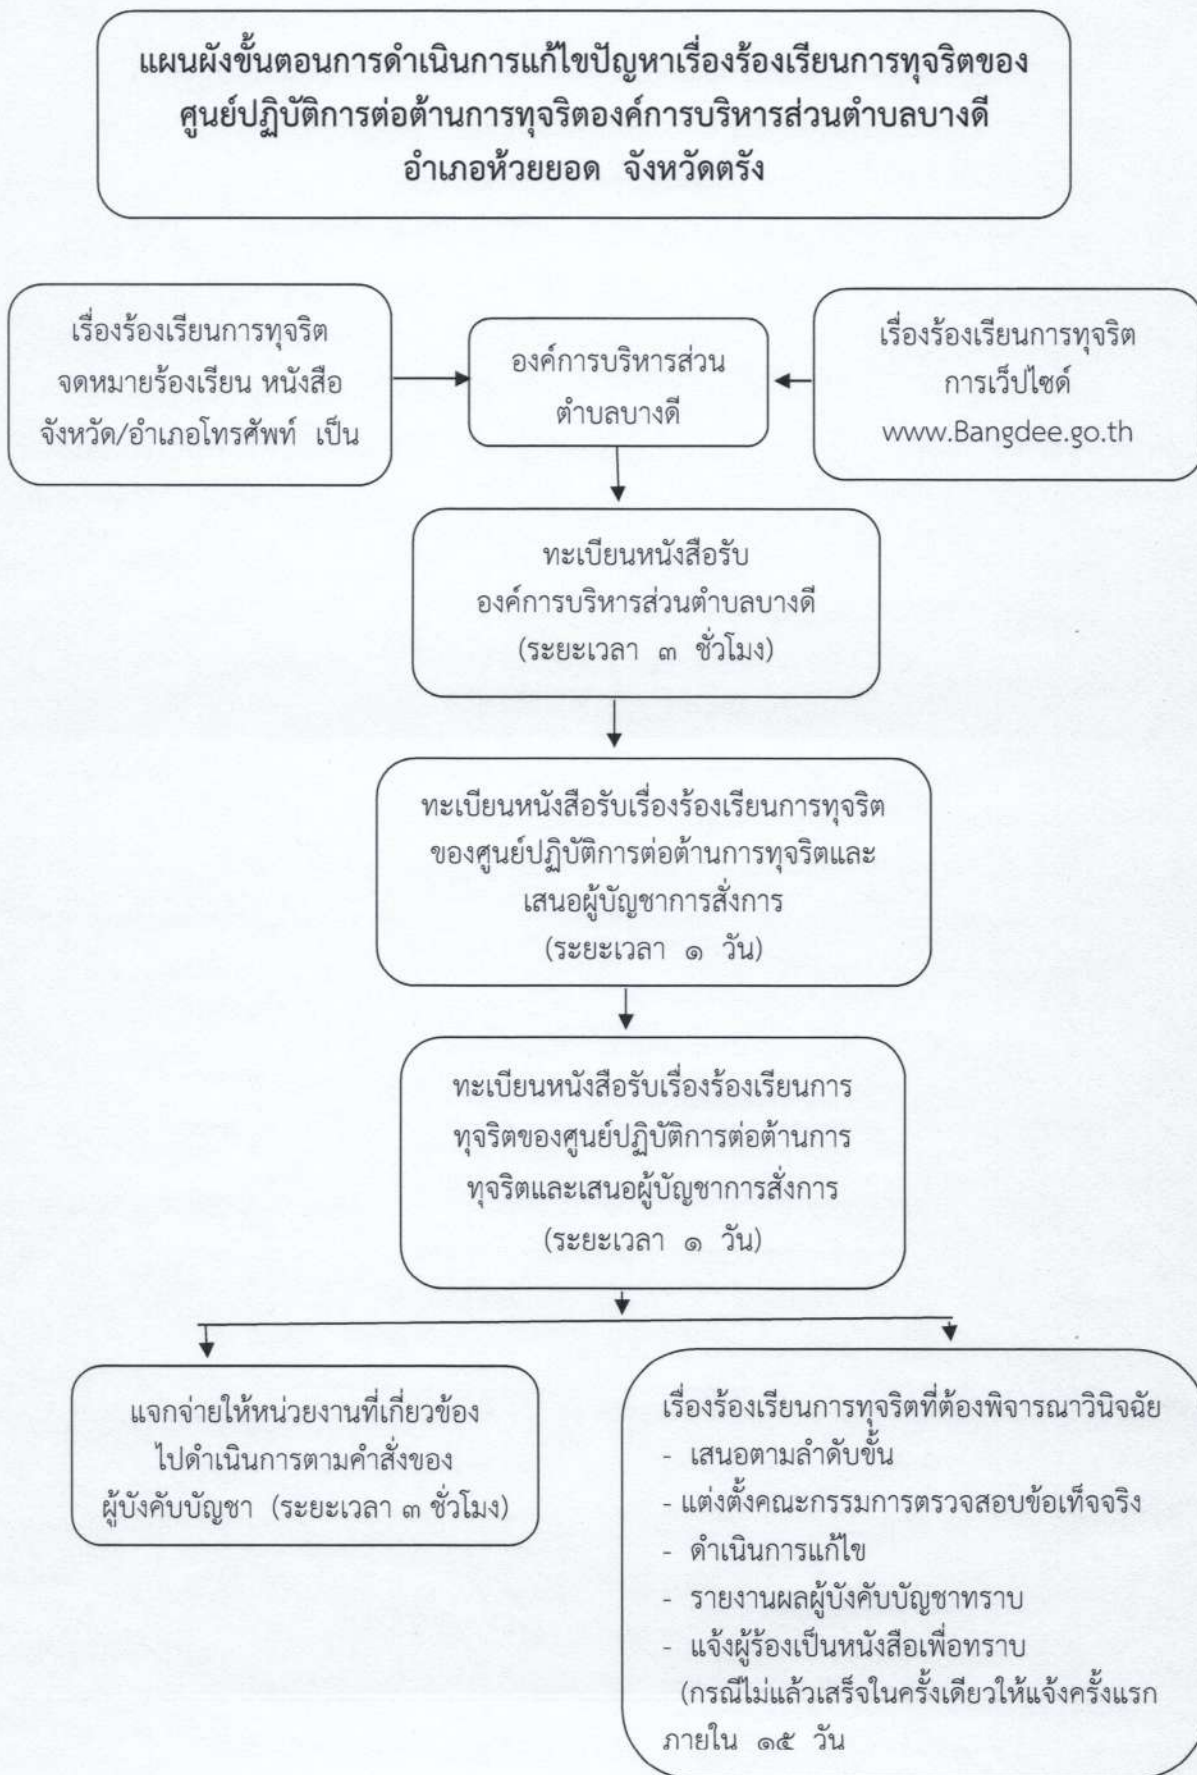 แผนผังขั้นตอนการดำเนินการแก้ไขปัญหาเรื่องร้องเรียนการทุจริตของ
ศูนย์ปฏิบัติการต่อต้านการทุจริตองค์การบริหารส่วนตำบลบางดี
อำเภอห้วยยอด จังหวัดตรัง
เรื่องร้องเรียนการทุจริต
จดหมายร้องเรียน หนังสือ
จังหวัด/อำเภอโทรศัพท์ เป็น
องค์การบริหารส่วน
ตำบลบางดี
เรื่องร้องเรียนการทุจริต
การเว็ปไซด์
www.Bangdee.go.th
ทะเบียนหนังสือรับ
องค์การบริหารส่วนตำบลบางดี
(ระยะเวลา ๓ ชั่วโมง)
ทะเบียนหนังสือรับเรื่องร้องเรียนการทุจริต
ของศูนย์ปฏิบัติการต่อต้านการทุจริตและ
เสนอผู้บัญชาการสั่งการ
(ระยะเวลา ๑ วัน)
ทะเบียนหนังสือรับเรื่องร้องเรียนการ
ทุจริตของศูนย์ปฏิบัติการต่อต้านการ
ทุจริตและเสนอผู้บัญชาการสั่งการ
(ระยะเวลา ๑ วัน)
แจกจ่ายให้หน่วยงานที่เกี่ยวข้อง
ไปดำเนินการตามคำสั่งของ
ผู้บังคับบัญชา (ระยะเวลา ๓ ชั่วโมง)
เรื่องร้องเรียนการทุจริตที่ต้องพิจารณาวินิจฉัย
- เสนอตามลำดับขั้น
- แต่งตั้งคณะกรรมการตรวจสอบข้อเท็จจริง
- ดำเนินการแก้ไข
- รายงานผลผู้บังคับบัญชาทราบ
- แจ้งผู้ร้องเป็นหนังสือเพื่อทราบ
(กรณีไม่แล้วเสร็จในครั้งเดียวให้แจ้งครั้งแรก
ภายใน ๑๕ วัน